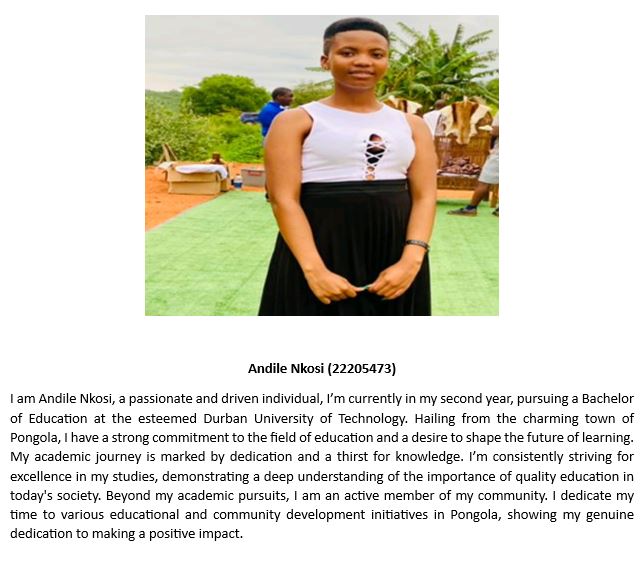 Andile Nkosi (22205473)
I am Andile Nkosi, a passionate and driven individual, I’m currently in my second year, pursuing a Bachelor
of Education at the esteemed Durban University of Technology. Hailing from the charming town of
Pongola, I have a strong commitment to the field of education and a desire to shape the future of learning.
My academic journey is marked by dedication and a thirst for knowledge. I’m consistently striving for
excellence in my studies, demonstrating a deep understanding of the importance of quality education in
today's society. Beyond my academic pursuits, I am an active member of my community. I dedicate my
time to various educational and community development initiatives in Pongola, showing my genuine
dedication to making a positive impact.